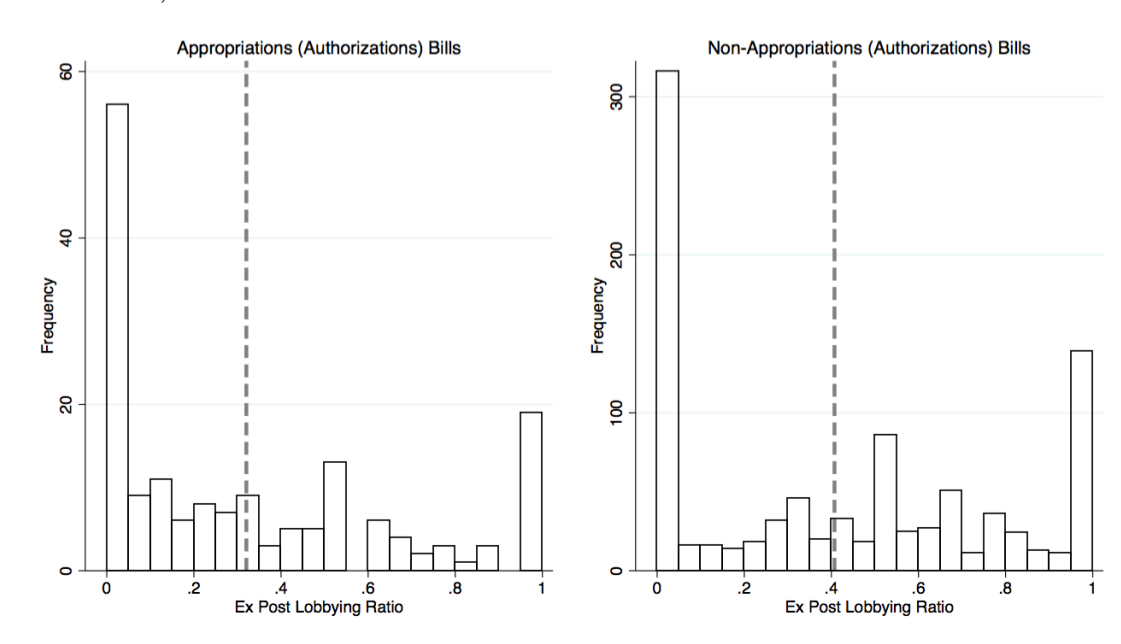 Appropriations (Authorizations) Bills
60
40
20
0
Frequency
0 .2 .4 .6 .8 1
Ex Post Lobbying Ratio
Non-Appropriations (Authorizations) Bills
300
200
100
0
Frequency
0 .2 .4 .6 .8 1
Ex Post Lobbying Ratio